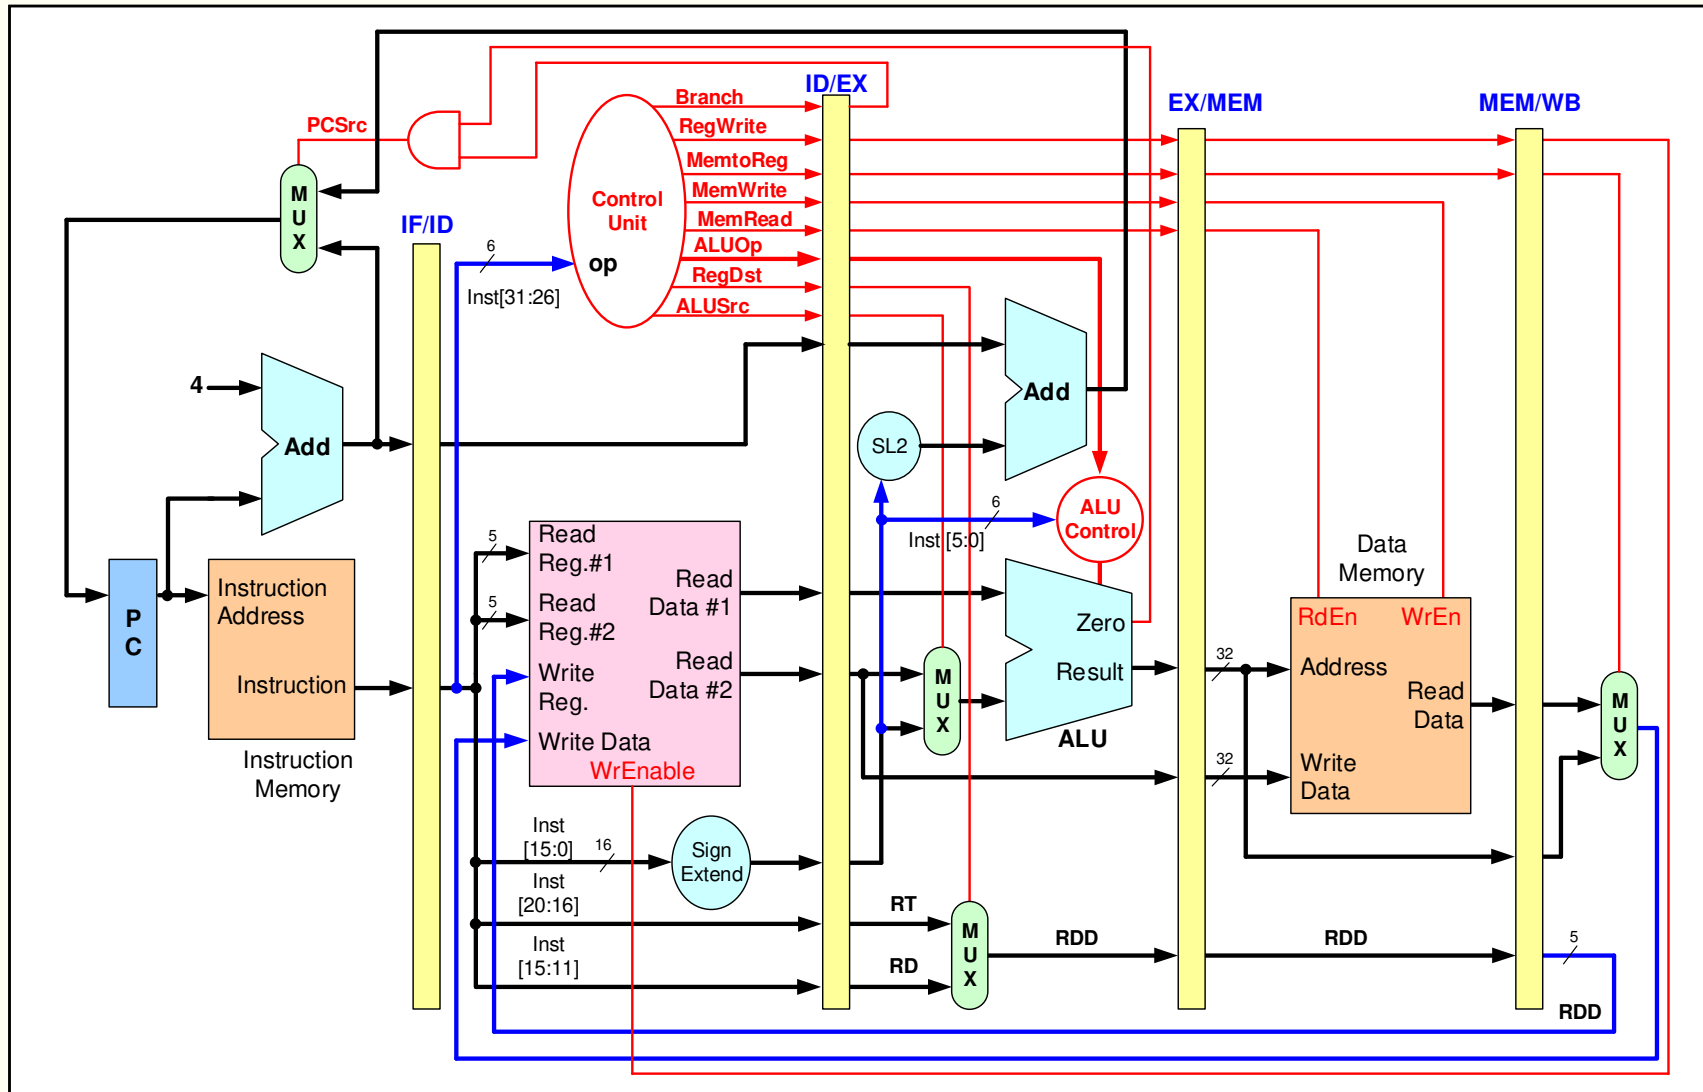 ID/EX
Branch
EX/MEM
MEM/WB
PCSrc
RegWrite
MemtoReg
M
U
X
Control
Unit
MemWrite
IF/ID
MemRead
6
ALUOp
op
RegDst
Inst[31:26]
ALUSrc
4
Add
Add
SL2
6
ALU
Control
Inst [5:0]
5
Read
Reg.#1
Data
Memory
P
C
Instruction
Address
Read
Data #1
5
Read
Reg.#2
Zero
RdEn
WrEn
Instruction
Write
Reg.
Read
Data #2
M
U
X
Result
32
Address
Read
Data
M
U
X
Write Data
ALU
Instruction
Memory
WrEnable
32
Write
Data
Inst
[15:0]
16
Sign
Extend
Inst
[20:16]
RT
M
U
X
RDD
RDD
5
Inst
[15:11]
RD
RDD